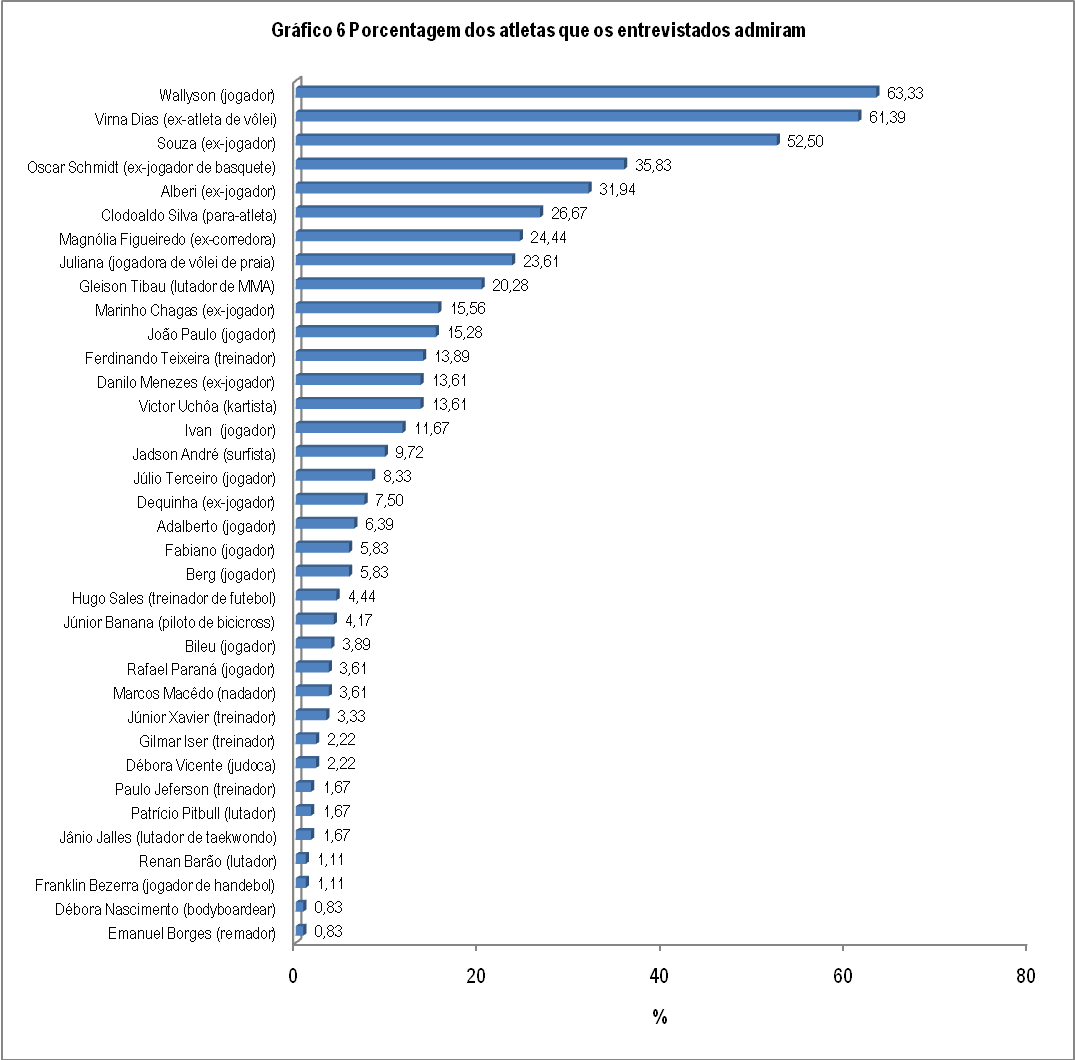 Gráfico 6 Porcentagem dos atletas que os entrevistados admiram
Wallyson (jogador) 63,33
Virna Dias (ex-atleta de vôlei) 61,39
Souza (ex-jogador) 52,50
Oscar Schmidt (ex-jogador de basquete) 35,83
Alberi (ex-jogador) 31,94
Clodoaldo Silva (para-atleta) 26,67
Magnólia Figueiredo (ex-corredora) 24,44
Juliana (jogadora de vôlei de praia) 23,61
Gleison Tibau (lutador de MMA) 20,28
Marinho Chagas (ex-jogador) 15,56
João Paulo (jogador) 15,28
Ferdinando Teixeira (treinador) 13,89
Danilo Menezes (ex-jogador) 13,61
Victor Uchôa (kartista) 13,61
Ivan (jogador) 11,67
Jadson André (surfista) 9,72
Júlio Terceiro (jogador) 8,33
Dequinha (ex-jogador) 7,50
Adalberto (jogador) 6,39
Fabiano (jogador) 5,83
Berg (jogador) 5,83
Hugo Sales (treinador de futebol) 4,44
Júnior Banana (piloto de bicicross) 4,17
Bileu (jogador) 3,89
Rafael Paraná (jogador) 3,61
Marcos Macêdo (nadador) 3,61
Júnior Xavier (treinador) 3,33
Gilmar Iser (treinador) 2,22
Débora Vicente (judoca) 2,22
Paulo Jeferson (treinador) 1,67
Patrício Pitbull (lutador) 1,67
Jânio Jalles (lutador de taekwondo) 1,67
Renan Barão (lutador) 1,11
Franklin Bezerra (jogador de handebol) 1,11
Débora Nascimento (bodyboardear) 0,83
Emanuel Borges (remador) 0,83
0 20 40 60 80
%